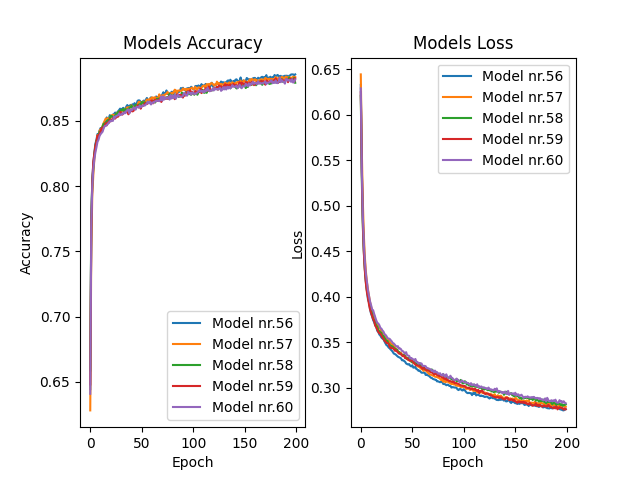 Models Accuracy
0.85
0.80
0.75
0.70
0.65
Accuracy
0
50
100
150
200
Epoch
Model nr.56
Model nr.57
Model nr.58
Model nr.59
Model nr.60
Models Loss
0.65
0.60
0.55
0.50
0.45
0.40
0.35
0.30
Loss
0
50
100
150
200
Epoch
Model nr.56
Model nr.57
Model nr.58
Model nr.59
Model nr.60